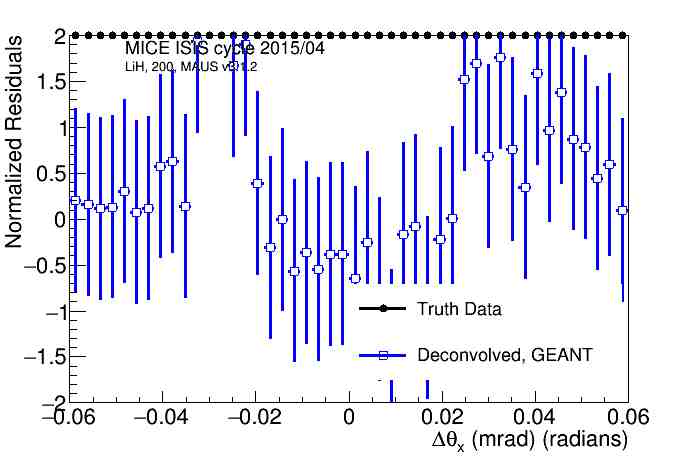 2
MICE ISIS cycle 2015/04
LiH, 200, MAUS v3.1.2
1.5
1
0.5
0
−0.5
−1
−1.5
−2
Normalized Residuals
Truth Data
Deconvolved, GEANT
−0.06 −0.04 −0.02 0 0.02 0.04 0.06
Δθx (mrad) (radians)